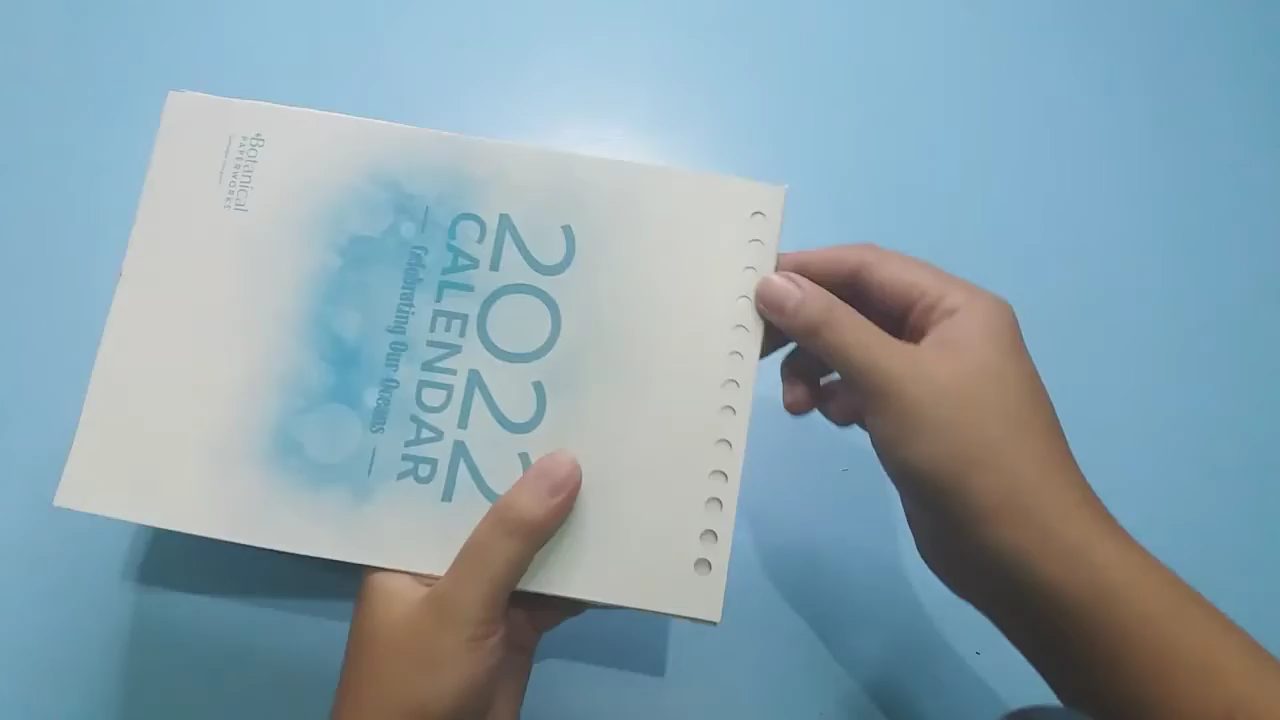 2022
CALENDAR
— Celebrating Our Oceans —
Botanical
PAPERWORKS